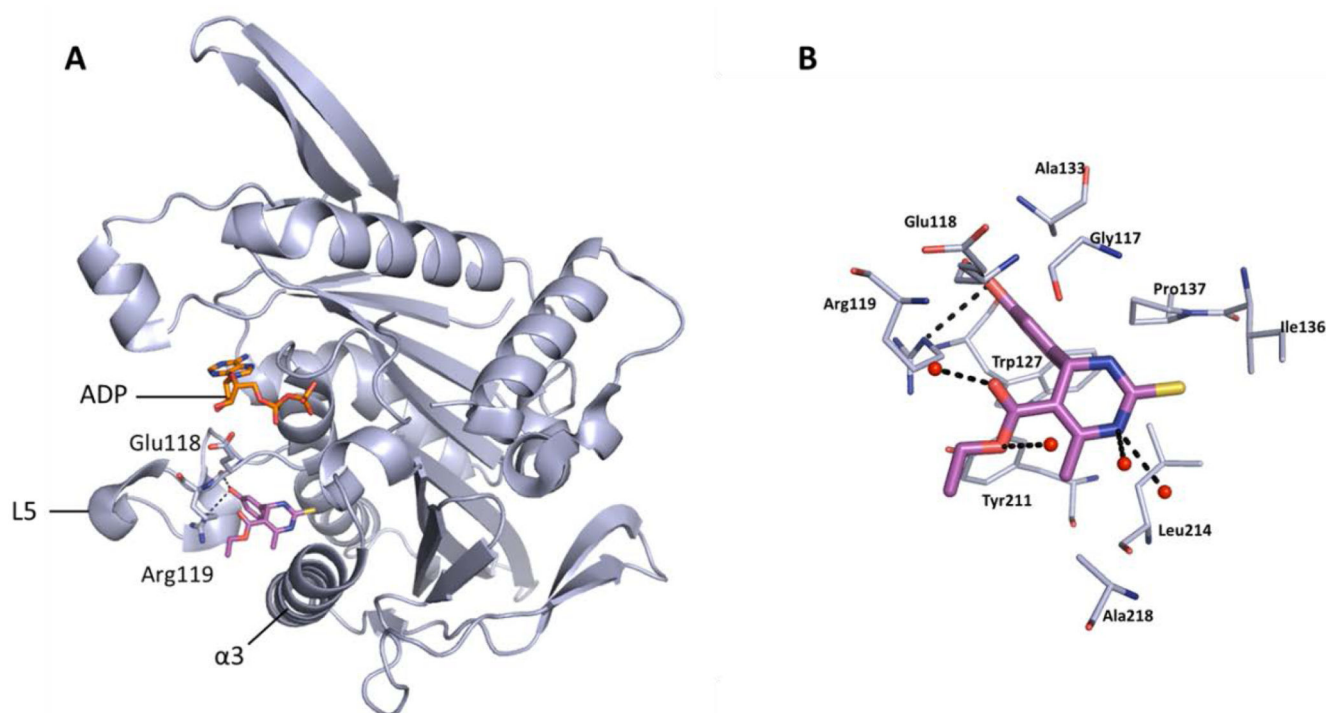 A
B
Ala133
Glu118
Gly117
Arg119
Pro137
Ile136
Trp127
ADP
Glu118
L5
Tyr211
Leu214
Arg119
Ala218
α3